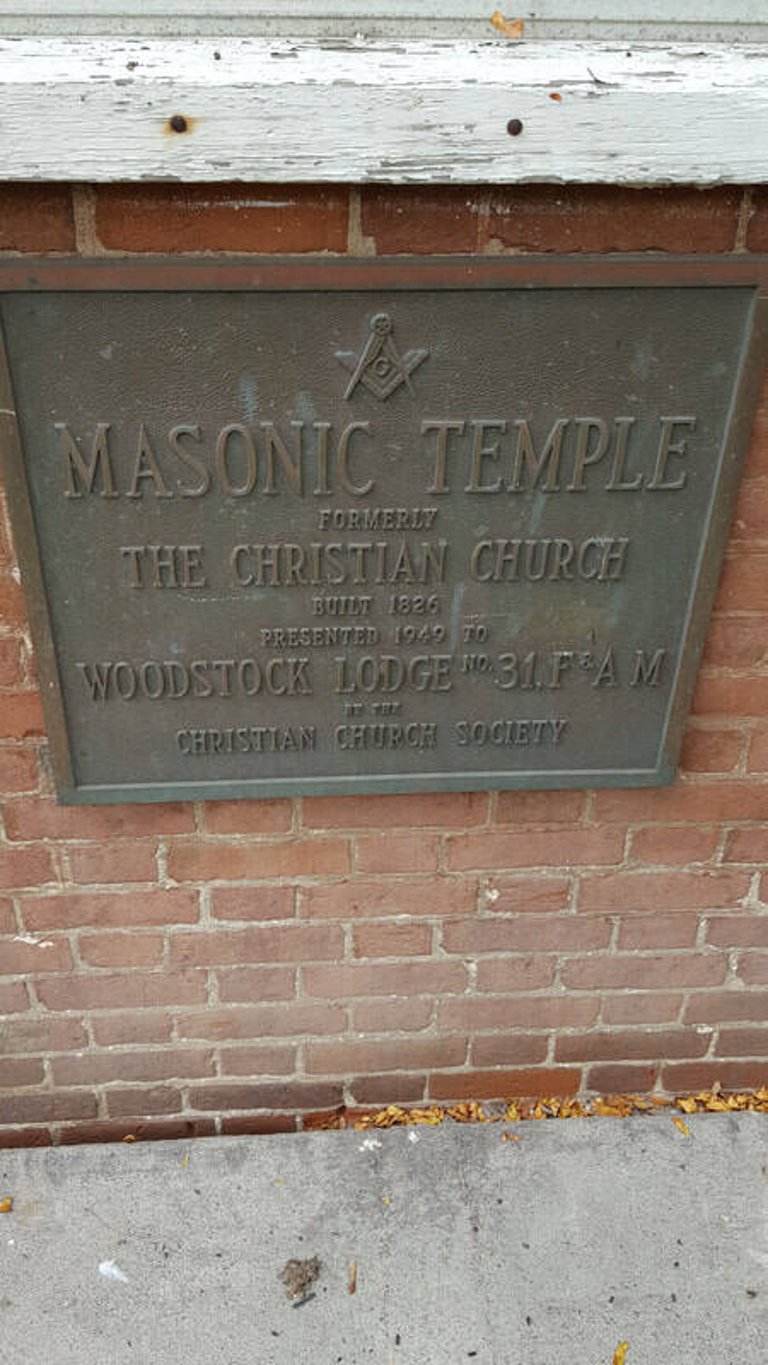 G
MASONIC TEMPLE
FORMERLY
THE CHRISTIAN CHURCH
BUILT 1826
PRESENTED 1949 TO
WOODSTOCK LODGE NO. 31, F & A M
BY THE
CHRISTIAN CHURCH SOCIETY